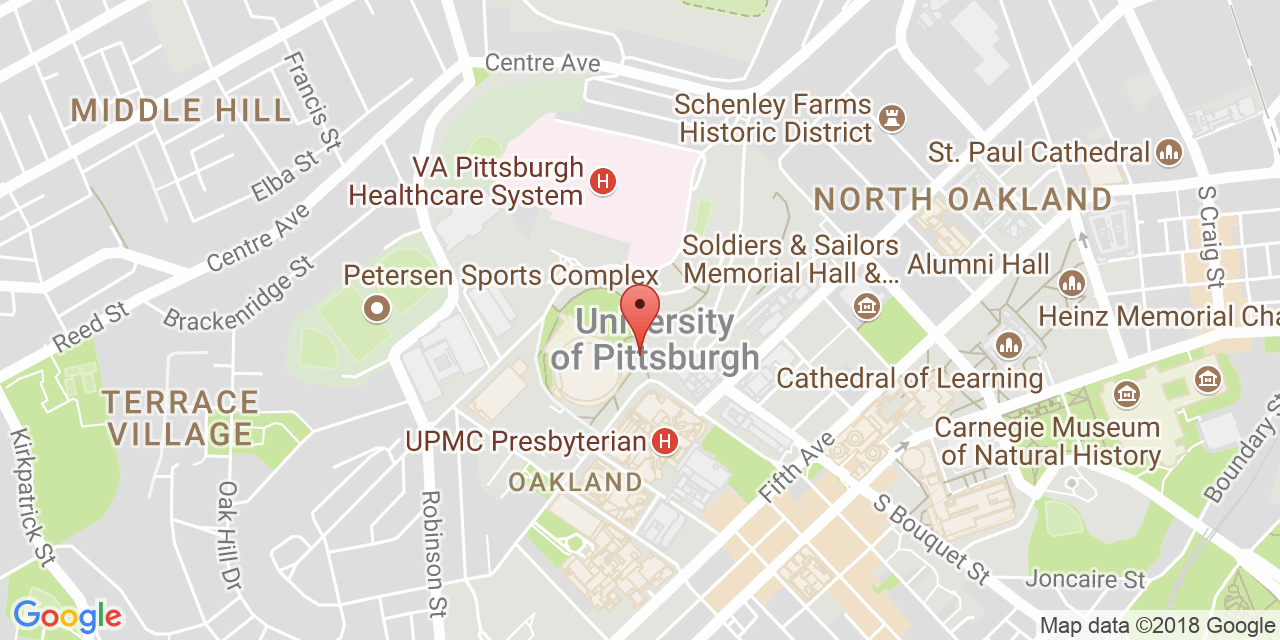 Centre Ave
Francis St
MIDDLE HILL
Schenley Farms
Historic District
St. Paul Cathedral
Elba St
VA Pittsburgh
Healthcare System
H
NORTH OAKLAND
S Craig St
Centre Ave
Soldiers & Sailors
Memorial Hall &...
Alumni Hall
Petersen Sports Complex
Brackenridge St
Reed St
University
of Pittsburgh
Heinz Memorial Cha
Cathedral of Learning
TERRACE
VILLAGE
Carnegie Museum
of Natural History
UPMC Presbyterian
H
Fifth Ave
Boundary St
OAKLAND
Kirkpatrick St
Oak Hill Dr
Robinson St
S Bouquet St
Joncaire St
Google
Map data ©2018 Google